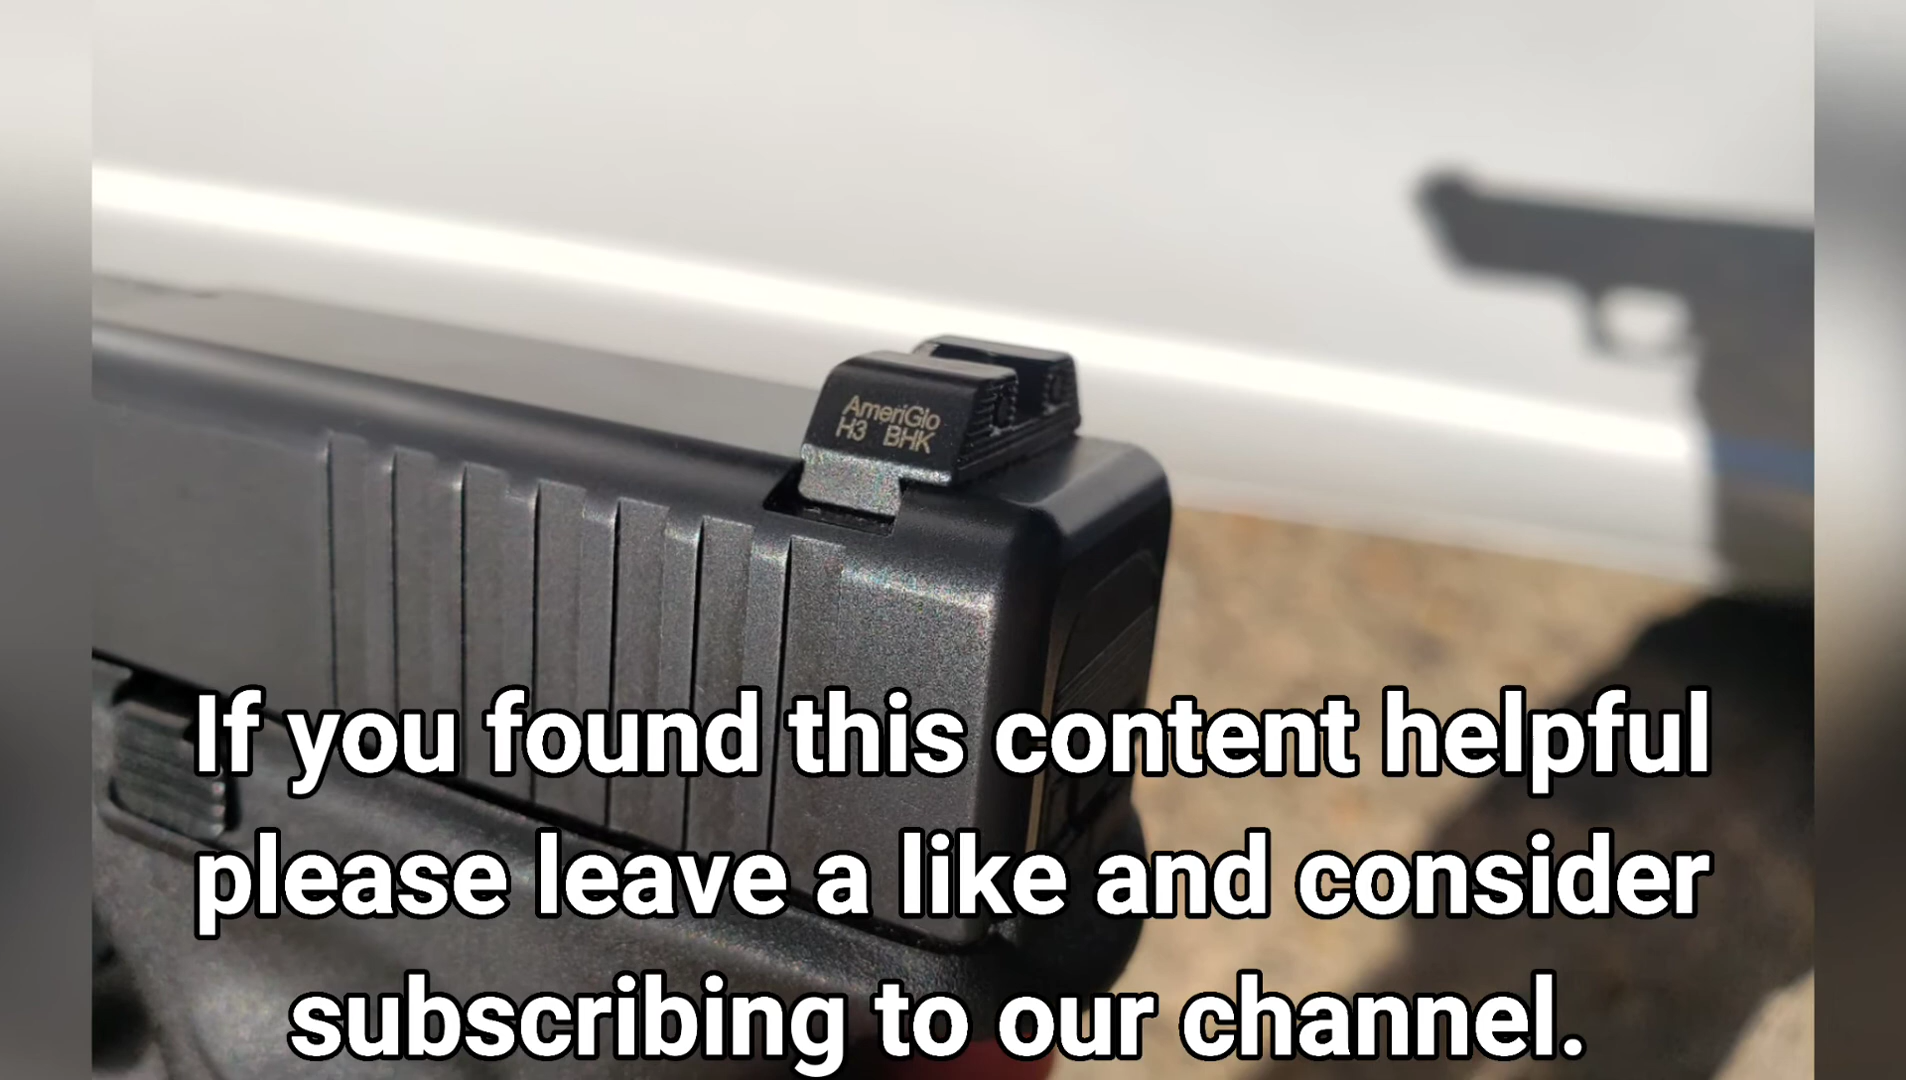 AmeriGlo
H3 BHK
If you found this content helpful
please leave a like and consider
subscribing to our channel.